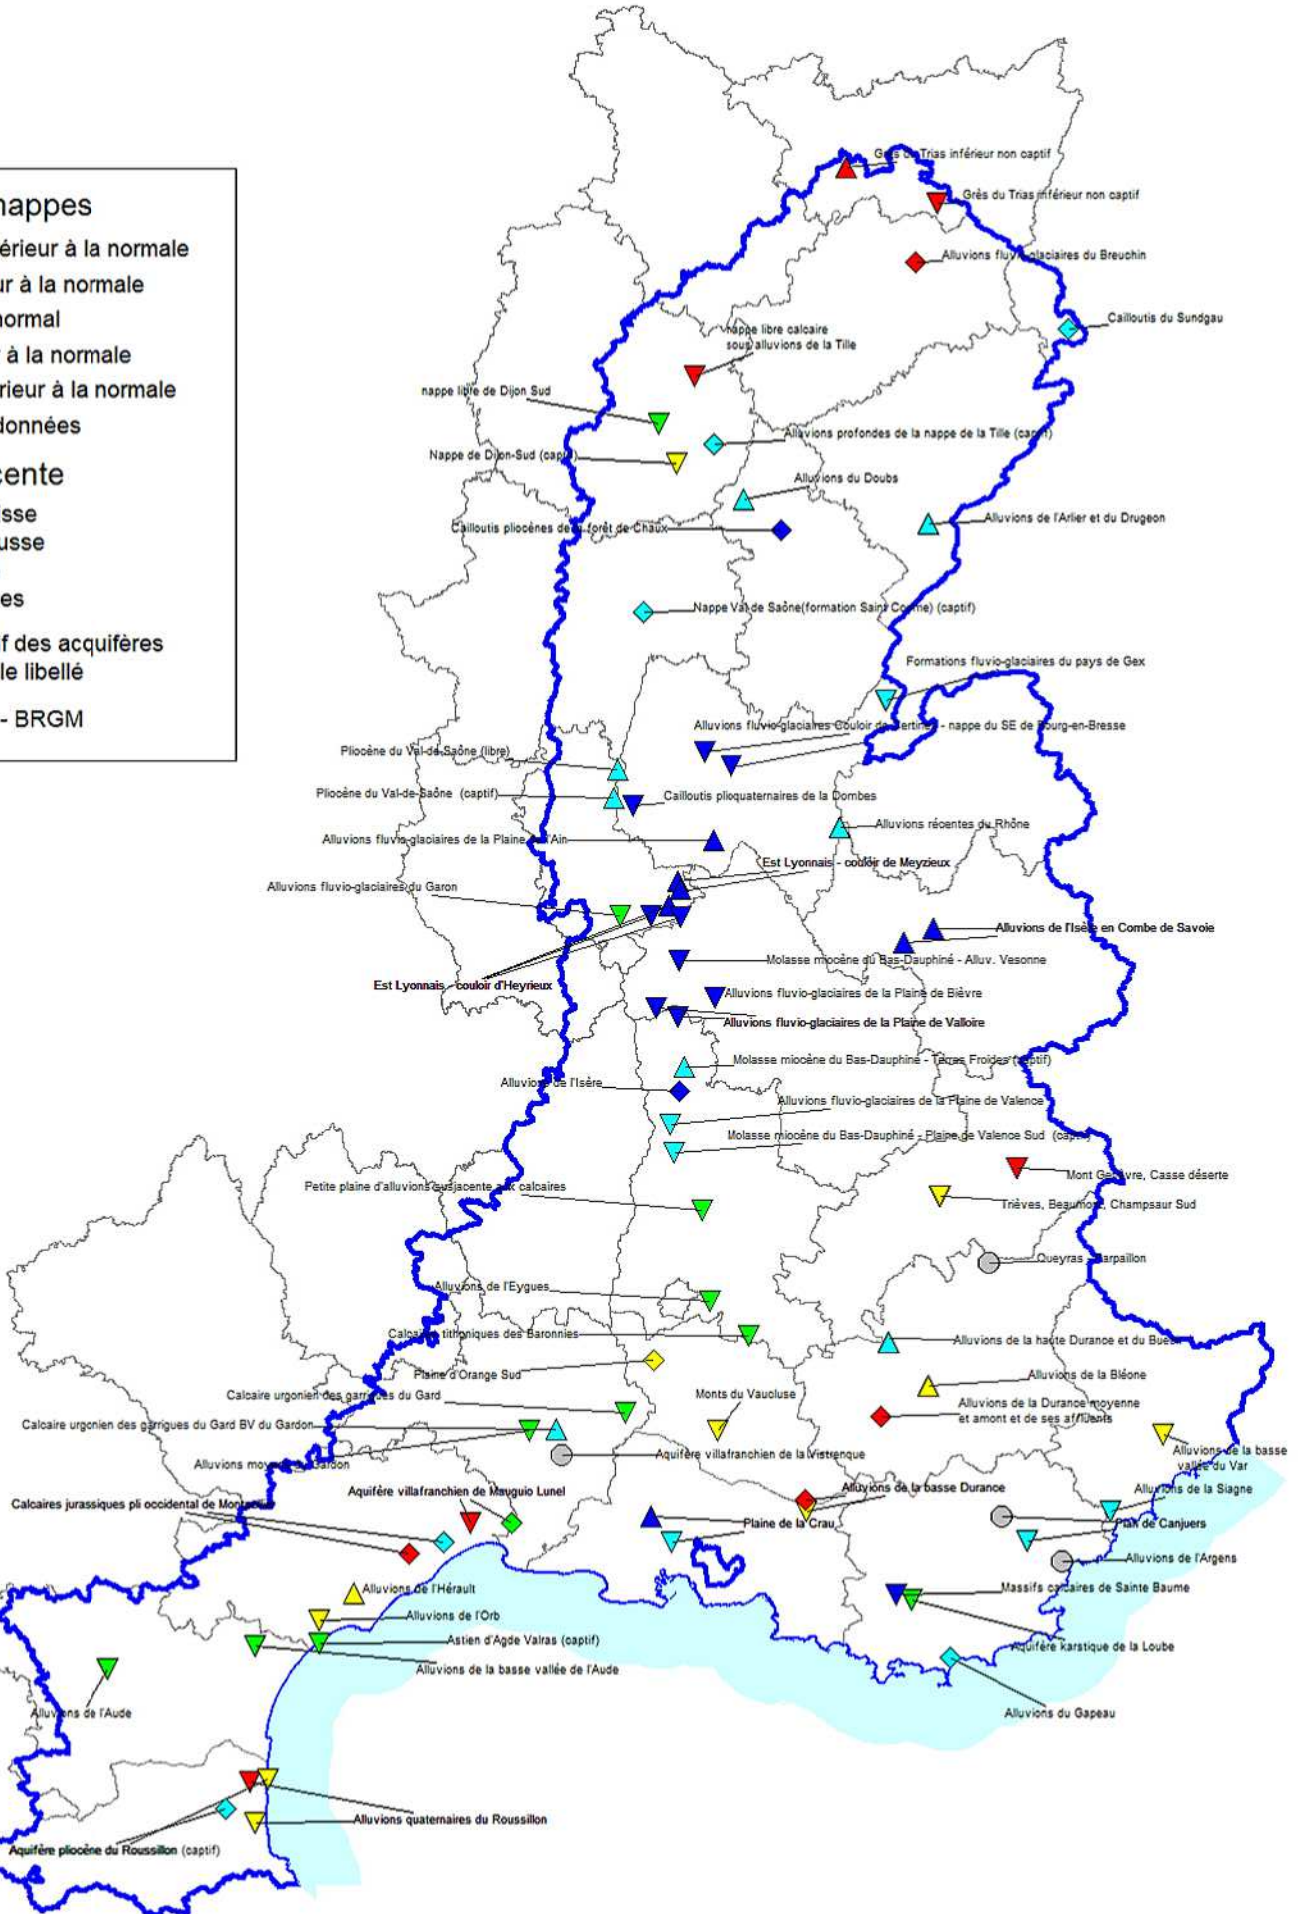 nappes
érieur à la normale
ur à la normale
normal
r à la normale
rieur à la normale
données
cente
isse
usse
es
if des acquifères
le libellé
- BRGM
Grès du Trias inférieur non captif
Grès du Trias inférieur non captif
Alluvions fluvio-glaciaires du Breuchin
Cailloutis du Sundgau
nappe libre calcaire
sous alluvions de la Tille
nappe libre de Dijon Sud
Alluvions profondes de la nappe de la Tille (captif)
Nappe de Dijon-Sud (captif)
Alluvions du Doubs
Cailloutis pliocènes de la forêt de Chaux
Alluvions de l'Arlier et du Drugeon
Nappe Val de Saône(formation Saint Cosme) (captif)
Formations fluvio-glaciaires du pays de Gex
Alluvions fluvio-glaciaires Couloir de Certines - nappe du SE de Bourg-en-Bresse
Pliocène du Val-de-Saône (libre)
Pliocène du Val-de-Saône (captif)
Cailloutis plioquaternaires de la Dombes
Alluvions récentes du Rhône
Alluvions fluvio-glaciaires de la Plaine de l'Ain
Est Lyonnais - couloir de Meyzieux
Alluvions fluvio-glaciaires du Garon
Alluvions de l'Isère en Combe de Savoie
Molasse miocène du Bas-Dauphiné - Alluv. Vesonne
Est Lyonnais - couloir d'Heyrieux
Alluvions fluvio-glaciaires de la Plaine de Bièvre
Alluvions fluvio-glaciaires de la Plaine de Valloire
Molasse miocène du Bas-Dauphiné - Terres Froides (captif)
Alluvions de l'Isère
Alluvions fluvio-glaciaires de la Plaine de Valence
Molasse miocène du Bas-Dauphiné - Plaine de Valence Sud (captif)
Mont Genèvre, Casse déserte
Petite plaine d'alluvions susjacente aux calcaires
Trièves, Beaumont, Champsaur Sud
Queyras - Parpaillon
Alluvions de l'Eygues
Calcaires tithoniques des Baronnies
Alluvions de la haute Durance et du Buech
Plaine d'Orange Sud
Alluvions de la Bléone
Calcaire urgonien des garrigues du Gard
Monts du Vaucluse
Alluvions de la Durance moyenne
et amont et de ses affluents
Calcaire urgonien des garrigues du Gard BV du Gardon
Alluvions de la basse
vallée du Var
Aquifère villafranchien de la Vistrenque
Alluvions moyenne du Gardon
Alluvions de la basse Durance
Alluvions de la Siagne
Aquifère villafranchien de Mauguio Lunel
Calcaires jurassiques pli occidental de Montpellier
Plaine de la Crau
Plan de Canjuers
Alluvions de l'Argens
Alluvions de l'Hérault
Massifs calcaires de Sainte Baume
Alluvions de l'Orb
Astien d'Agde Valras (captif)
Aquifère karstique de la Loube
Alluvions de la basse vallée de l'Aude
Alluvions de l'Aude
Alluvions du Gapeau
Alluvions quaternaires du Roussillon
Aquifère pliocène du Roussillon (captif)